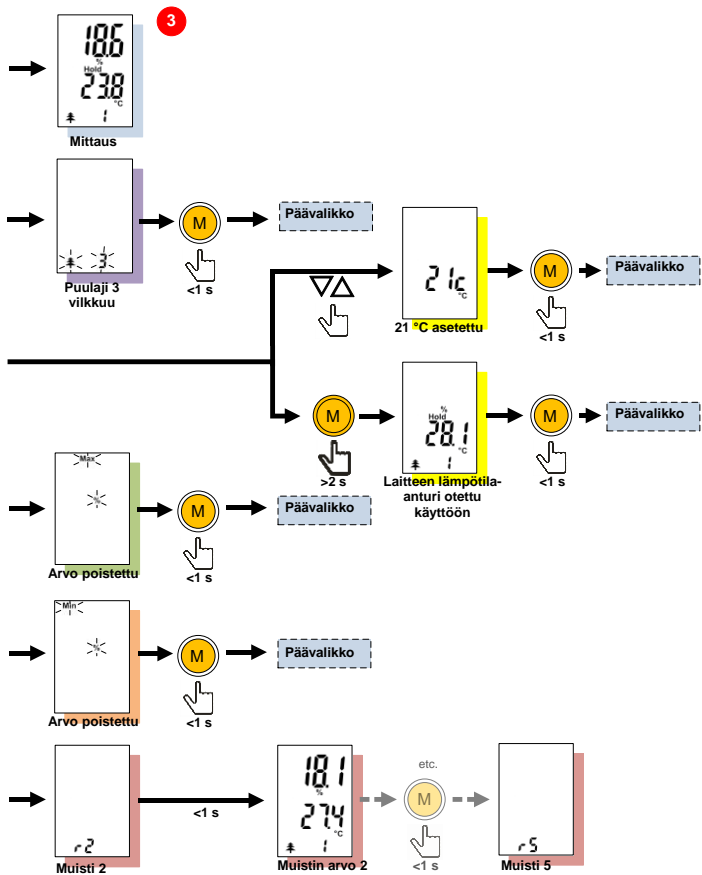 3
18.6
%
Hold
23.8
°C
1
Mittaus
3
Puulaji 3
vilkkuu
M
<1 s
Päävalikko
21c
°C
21 °C asetettu
M
<1 s
Päävalikko
M
>2 s
%
Hold
28.1
°C
1
Laitteen lämpötila-
anturi otettu
käyttöön
M
<1 s
Päävalikko
Max
%
Arvo poistettu
M
<1 s
Päävalikko
Min
%
Arvo poistettu
M
<1 s
Päävalikko
r2
Muisti 2
<1 s
18.1
%
27.4
°C
1
Muistin arvo 2
etc.
M
<1 s
r5
Muisti 5